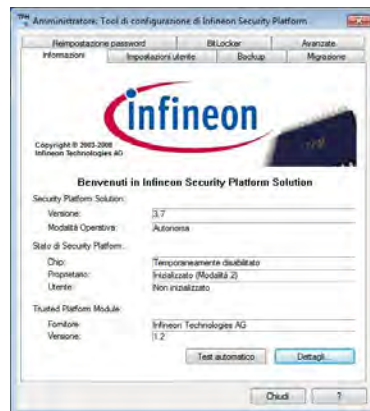 Amministratore: Tool di configurazione di Infineon Security Platform
Reimpostazione password BitLocker Avanzate
Informazioni Impostazioni utente Backup Migrazione
infineon
Copyright © 2003-2008
Infineon Technologies AG
Benvenuti in Infineon Security Platform Solution
Security Platform Solution:
Versione: 3.7
Modalità Operativa: Autonoma
Stato di Security Platform:
Chip: Temporaneamente disabilitato
Proprietario: Inizializzato (Modalità 2)
Utente: Non inizializzato
Trusted Platform Module:
Fornitore: Infineon Technologies AG
Versione: 1.2
Test automatico Dettagli...
Chiudi ?